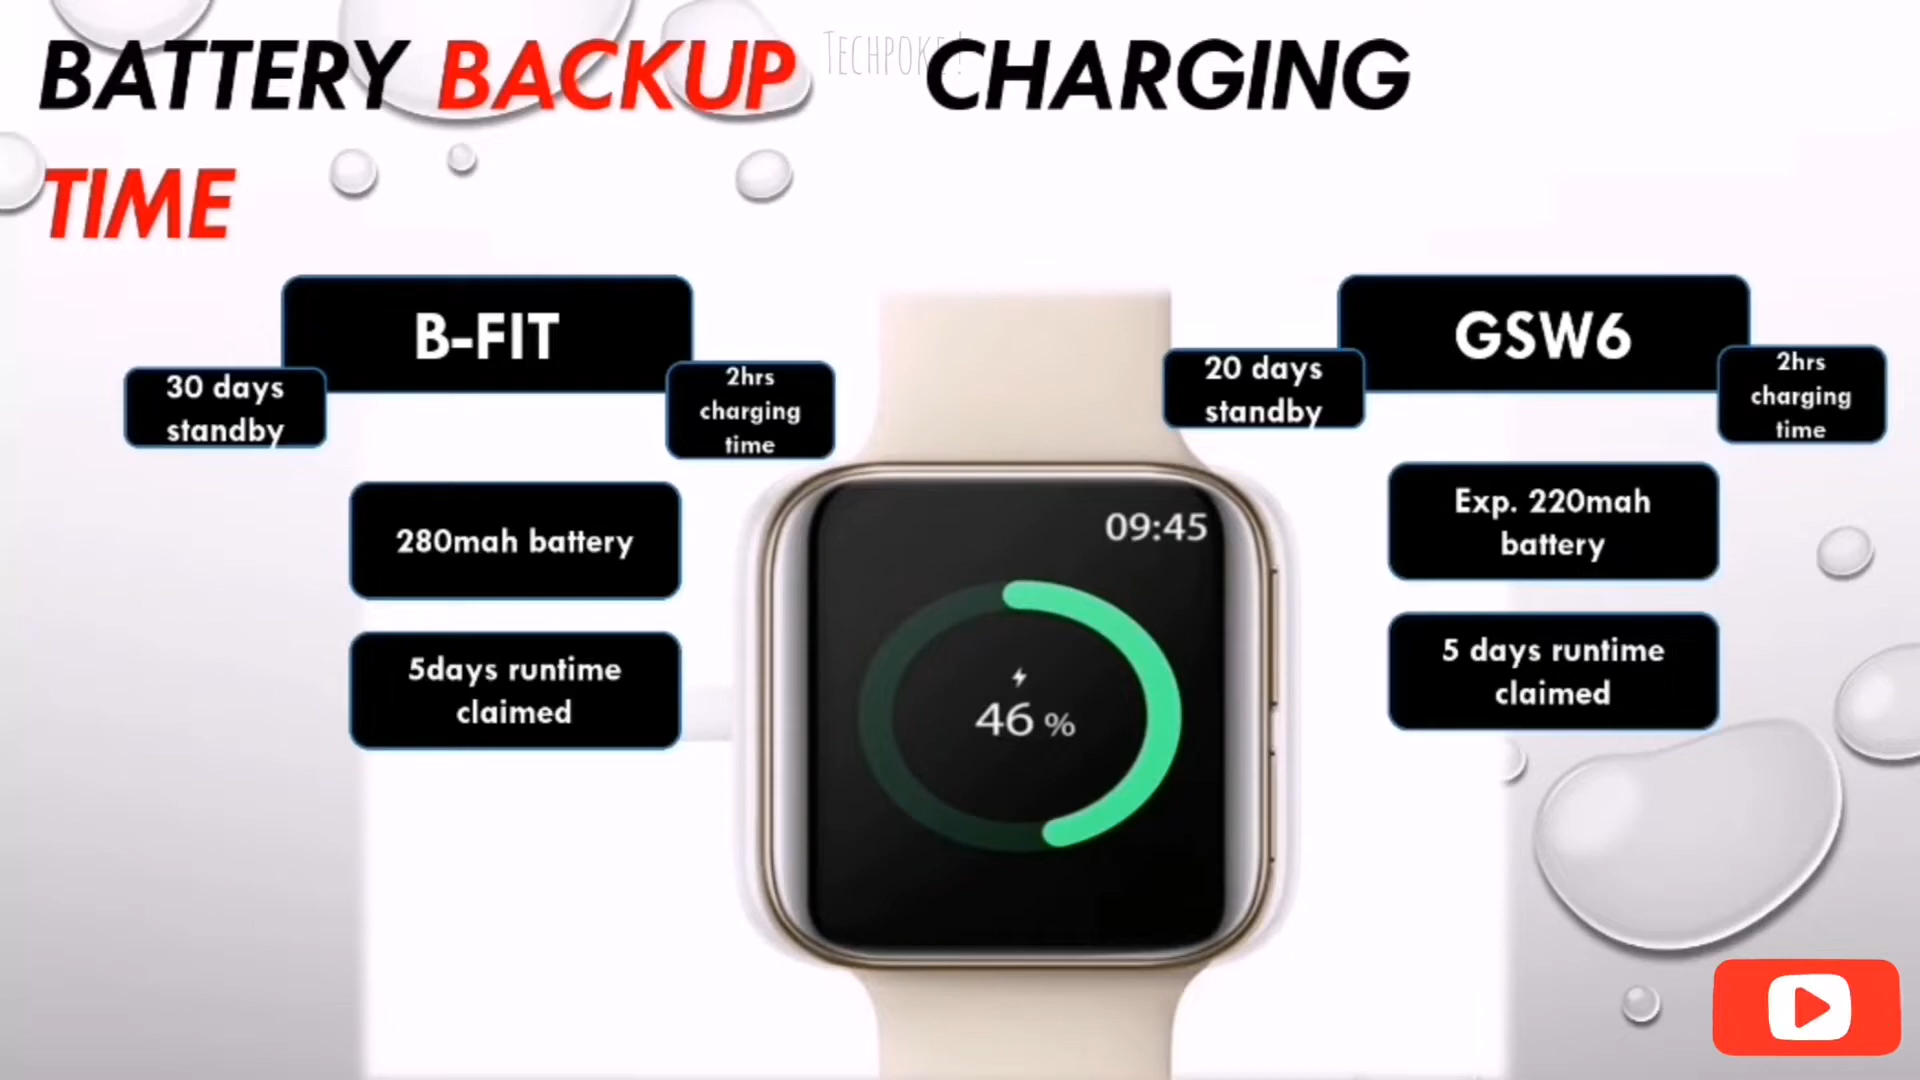 BATTERY BACKUP CHARGING
TIME
Techpoke!
B-FIT
30 days
standby
2hrs
charging
time
280mah battery
5days runtime
claimed
09:45
46 %
GSW6
20 days
standby
2hrs
charging
time
Exp. 220mah
battery
5 days runtime
claimed